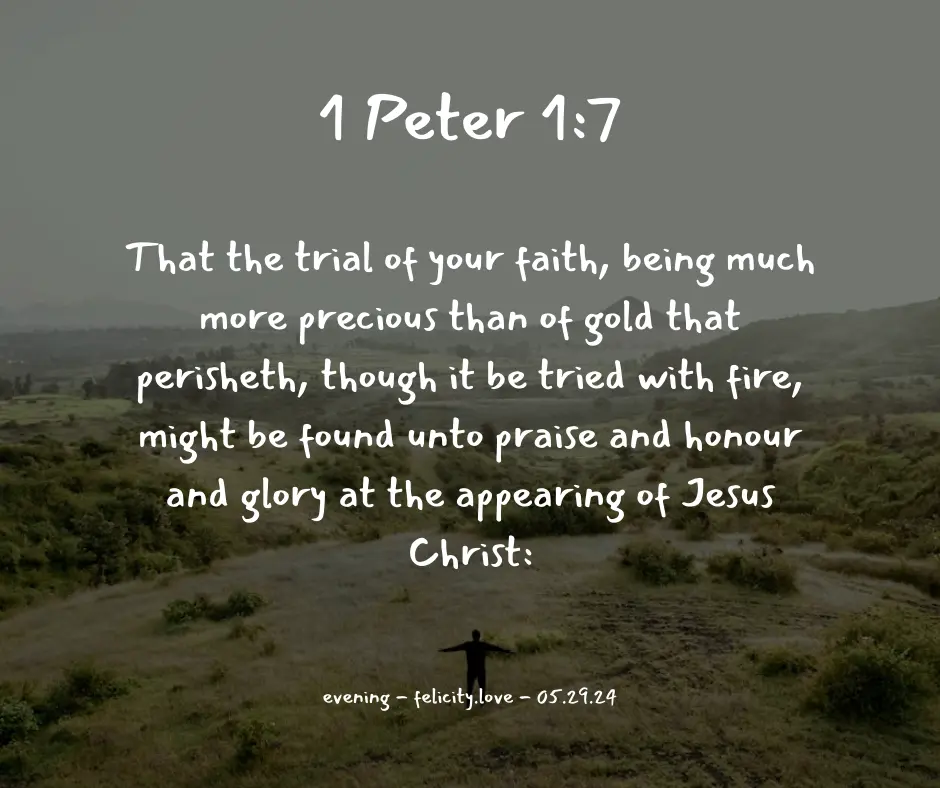 1 Peter 1:7
That the trial of your faith, being much
more precious than of gold that
perisheth, though it be tried with fire,
might be found unto praise and honour
and glory at the appearing of Jesus
Christ:
evening - felicity.love - 05.29.24